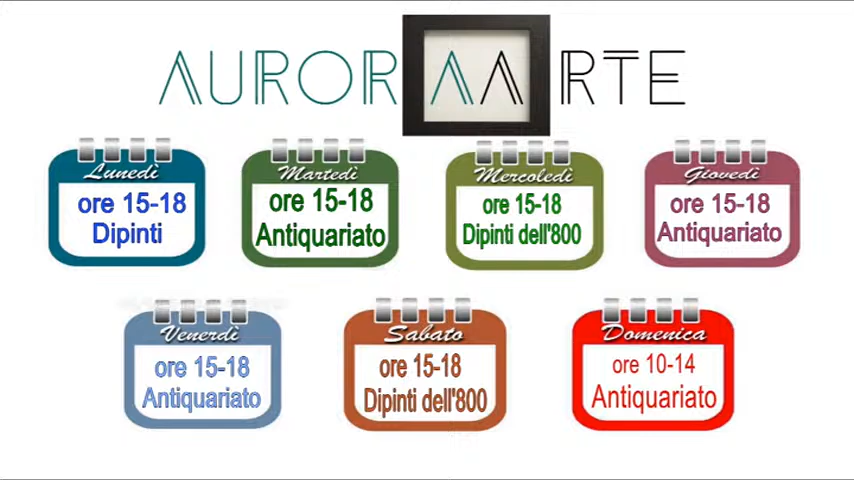 AURORAARTE
Lunedì
ore 15-18
Dipinti
Martedì
ore 15-18
Antiquariato
Mercoledì
ore 15-18
Dipinti dell'800
Giovedì
ore 15-18
Antiquariato
Venerdì
ore 15-18
Antiquariato
Sabato
ore 15-18
Dipinti dell'800
Domenica
ore 10-14
Antiquariato